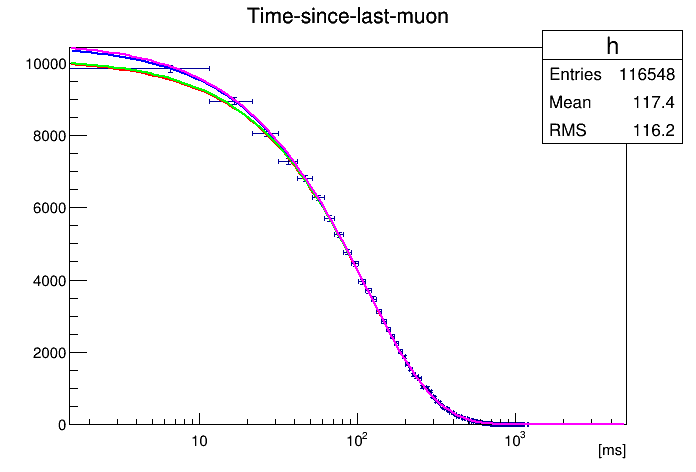 Time-since-last-muon
h
Entries 116548
Mean 117.4
RMS 116.2
10000
8000
6000
4000
2000
0
10 10² 10³
[ms]